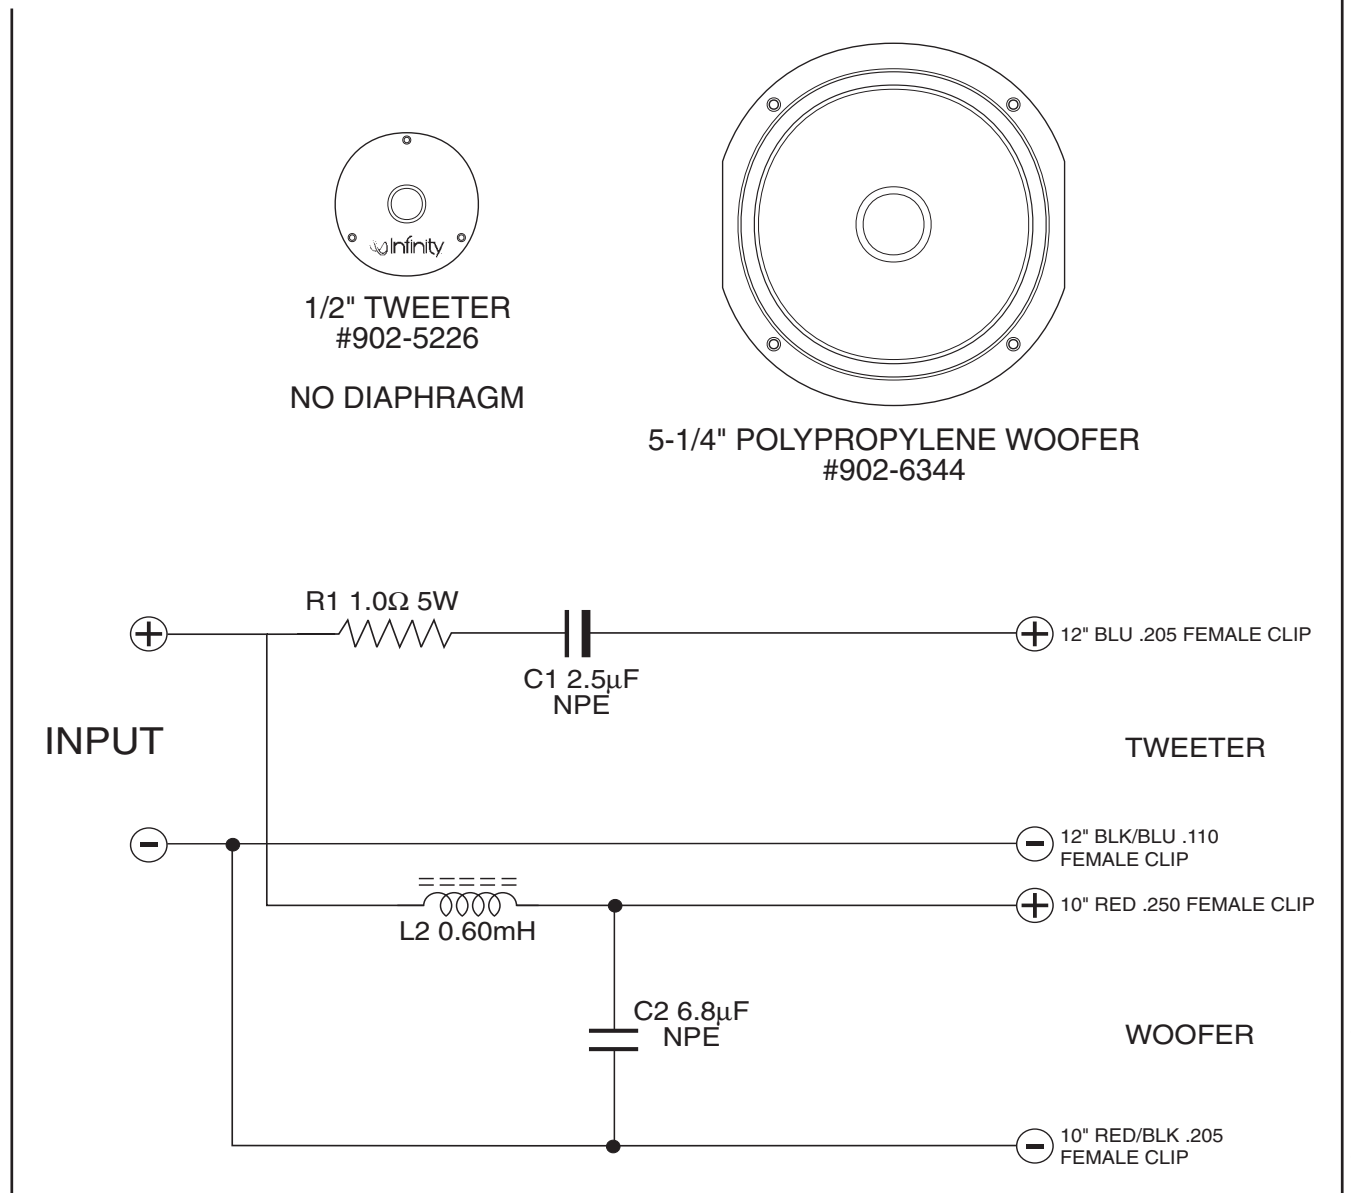 Infinity
1/2" TWEETER
#902-5226
NO DIAPHRAGM
5-1/4" POLYPROPYLENE WOOFER
#902-6344
R1 1.0Ω 5W
C1 2.5µF
NPE
12" BLU .205 FEMALE CLIP
INPUT
TWEETER
12" BLK/BLU .110
FEMALE CLIP
10" RED .250 FEMALE CLIP
L2 0.60mH
C2 6.8µF
NPE
WOOFER
10" RED/BLK .205
FEMALE CLIP